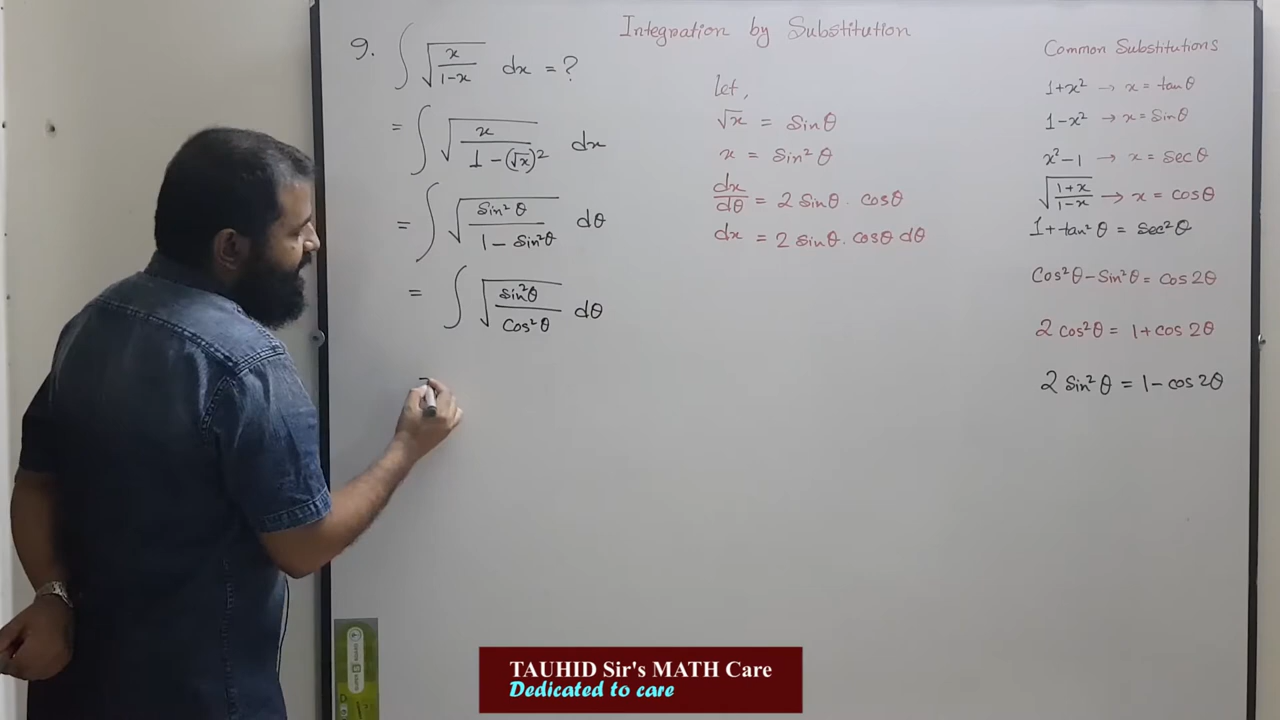 Integration by Substitution
9. ∫ √(x/(1-x)) dx = ?
= ∫ √(x/(1-(√x)²)) dx
= ∫ √(sin²θ/(1-sin²θ)) dθ
= ∫ √(sin²θ/cos²θ) dθ
let,
√x = sinθ
x = sin²θ
dx/dθ = 2 sinθ. cosθ
dx = 2 sinθ. cosθ dθ
Common Substitutions
1+x² → x = tanθ
1-x² → x = sinθ
x²-1 → x = secθ
√((1+x)/(1-x)) → x = cosθ
1+tan²θ = sec²θ
Cos²θ-Sin²θ = cos2θ
2 cos²θ = 1+cos 2θ
2 sin²θ = 1-cos2θ
TAUHID Sir's MATH Care
Dedicated to care